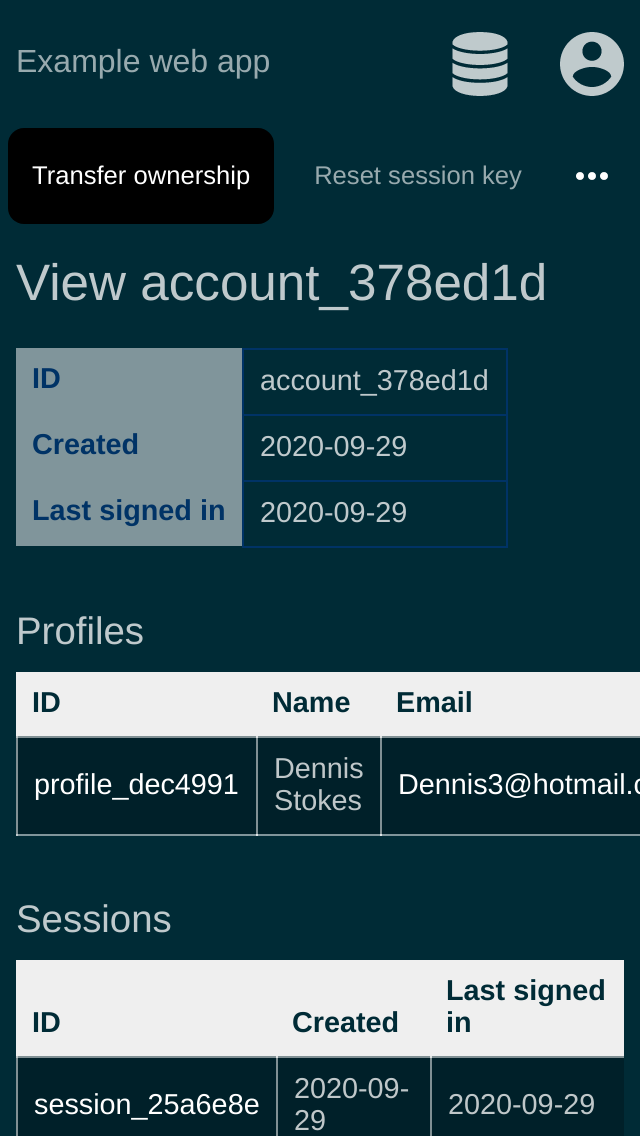 Example web app
Transfer ownership Reset session key
View account_378ed1d
ID account_378ed1d
Created 2020-09-29
Last signed in 2020-09-29
Profiles
ID Name Email
profile_dec4991 Dennis Stokes Dennis3@hotmail.c
Sessions
ID Created Last signed in
session_25a6e8e 2020-09-29 2020-09-29